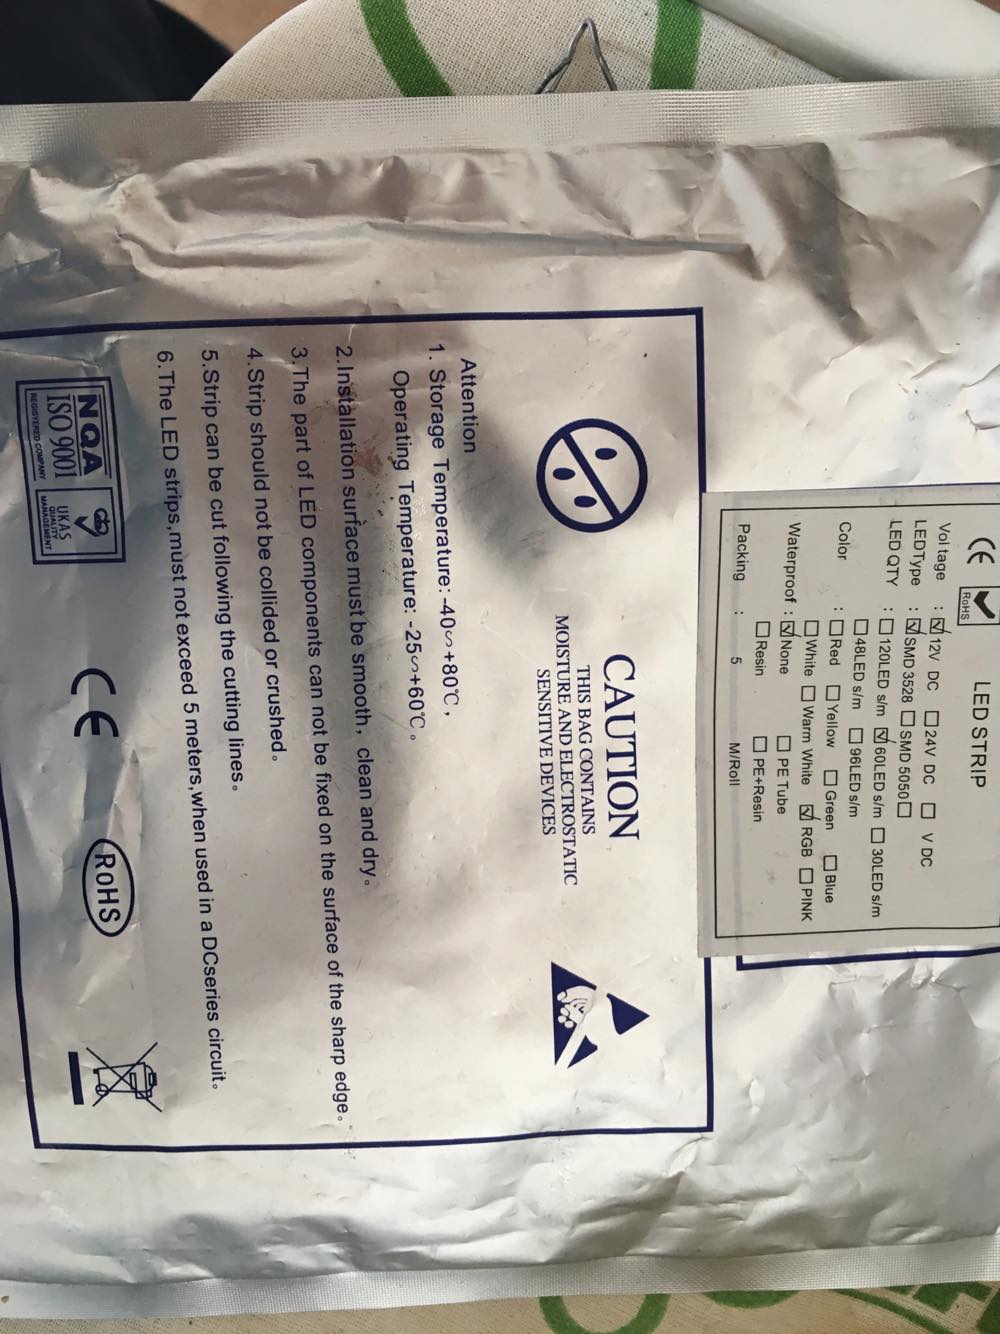 CE RoHS LED STRIP
Voltage : ☑12V DC ☐24V DC ☐ V DC
LEDType : ☑SMD 3528 ☐SMD 5050☐
LED QTY : ☐120LED s/m ☑60LED s/m ☐30LED s/m
☐48LED s/m ☐96LED s/m
Color : ☐Red ☐Yellow ☐Green ☐Blue
☐White ☐Warm White ☑RGB ☐PINK
Waterproof : ☑None ☐PE Tube
☐Resin ☐PE+Resin
Packing : 5 M/Roll
CAUTION
THIS BAG CONTAINS
MOISTURE AND ELECTROSTATIC
SENSITIVE DEVICES
Attention
1. Storage Temperature:-40∽+80℃,
Operating Temperature: -25∽+60℃。
2.Installation surface must be smooth, clean and dry。
3.The part of LED components can not be fixed on the surface of the sharp edge。
4.Strip should not be collided or crushed。
5.Strip can be cut following the cutting lines。
6.The LED strips,must not exceed 5 meters,when used in a DCseries circuit。
NQA
ISO 9001
REGISTERED COMPANY
UKAS
QUALITY
MANAGEMENT
CE
RoHS